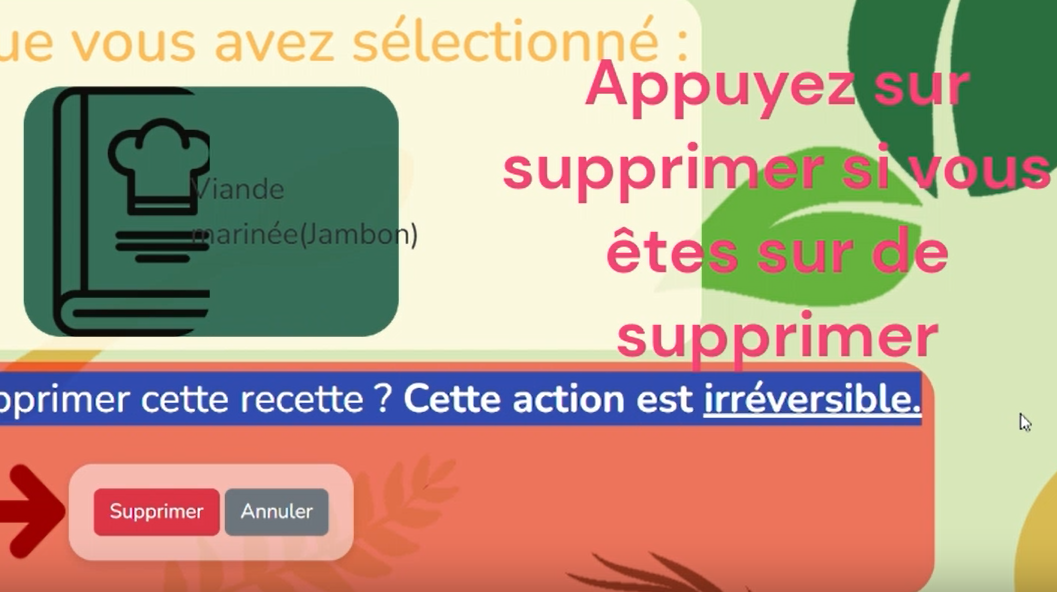 ue vous avez sélectionné :
Appuyez sur
supprimer si vous
êtes sur de
supprimer
Viande
marinée(Jambon)
pprimer cette recette ? Cette action est irréversible.
Supprimer
Annuler